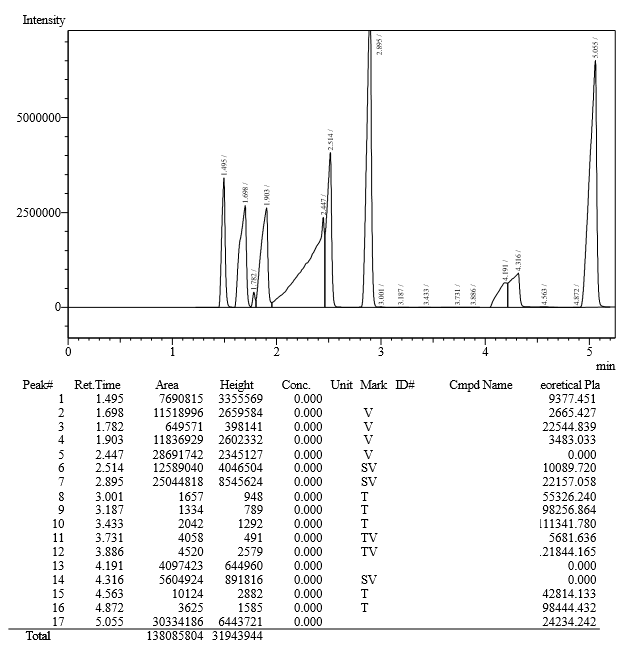 Intensity
5000000
2500000
0
1.495 /
1.698 /
1.782 /
1.903 /
2.447 /
2.514 /
2.895 /
3.001 /
3.187 /
3.433 /
3.731 /
3.886 /
4.191 /
4.316 /
4.563 /
4.872 /
5.055 /
0 1 2 3 4 5
min
Peak# Ret.Time Area Height Conc. Unit Mark ID# Cmpd Name eoretical Pla
1 1.495 7690815 3355569 0.000 9377.451
2 1.698 11518996 2659584 0.000 V 2665.427
3 1.782 649571 398141 0.000 V 22544.839
4 1.903 11836929 2602332 0.000 V 3483.033
5 2.447 28691742 2345127 0.000 V 0.000
6 2.514 12589040 4046504 0.000 SV 10089.720
7 2.895 25044818 8545624 0.000 SV 22157.058
8 3.001 1657 948 0.000 T 55326.240
9 3.187 1334 789 0.000 T 98256.864
10 3.433 2042 1292 0.000 T 111341.780
11 3.731 4058 491 0.000 TV 5681.636
12 3.886 4520 2579 0.000 TV .21844.165
13 4.191 4097423 644960 0.000 0.000
14 4.316 5604924 891816 0.000 SV 0.000
15 4.563 10124 2882 0.000 T 42814.133
16 4.872 3625 1585 0.000 T 98444.432
17 5.055 30334186 6443721 0.000 24234.242
Total 138085804 31943944